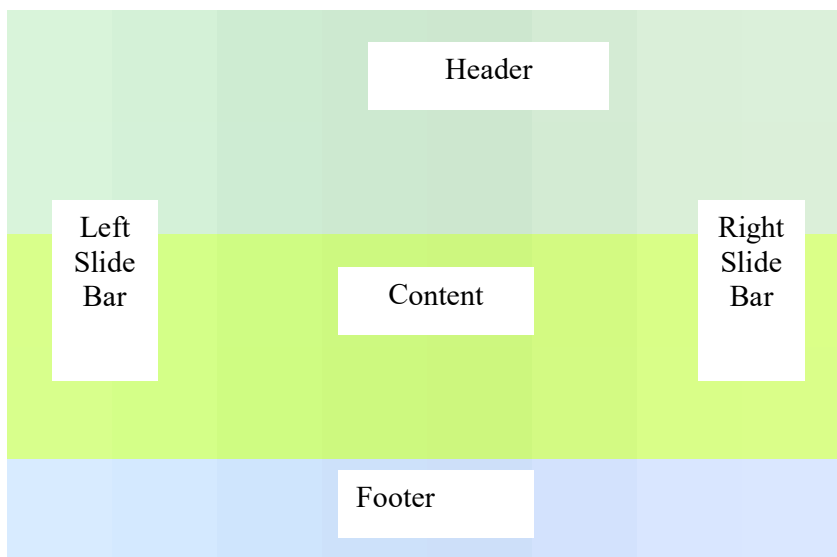 Header
Left
Slide
Bar
Content
Right
Slide
Bar
Footer